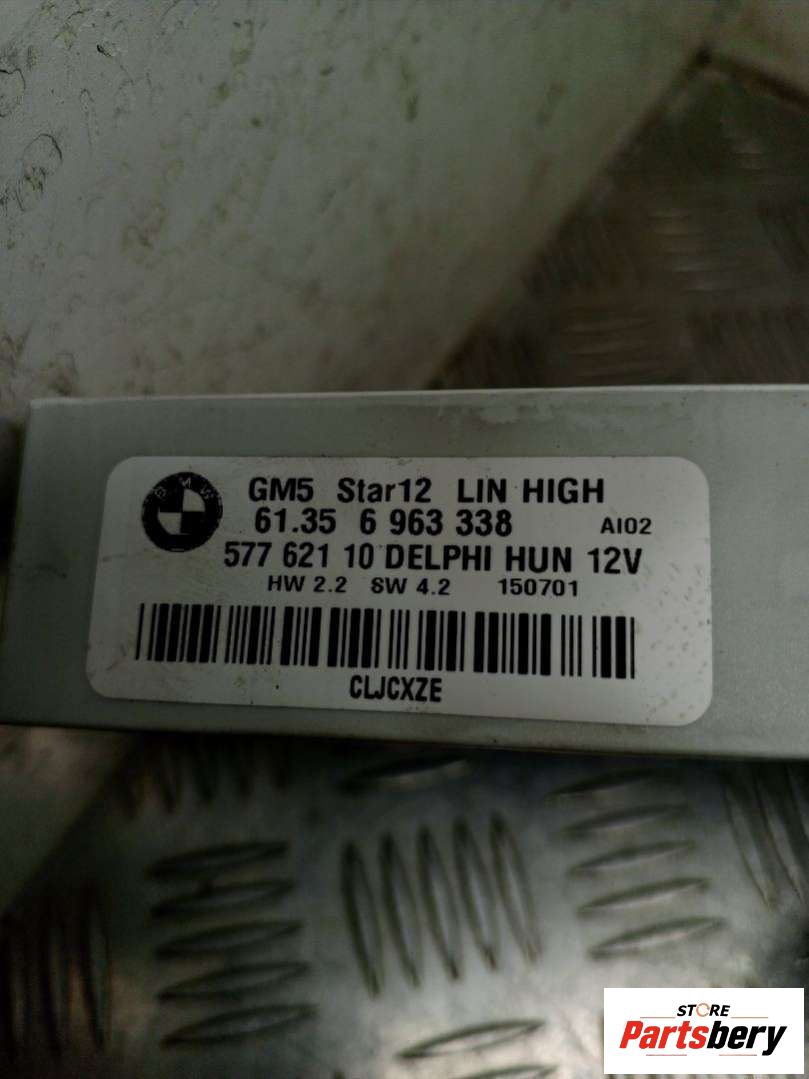 BMW
GM5 Star12 LIN HIGH
61.35 6 963 338 AI02
577 621 10 DELPHI HUN 12V
HW 2.2 SW 4.2 150701
CLJCXZE
STORE
Partsbery